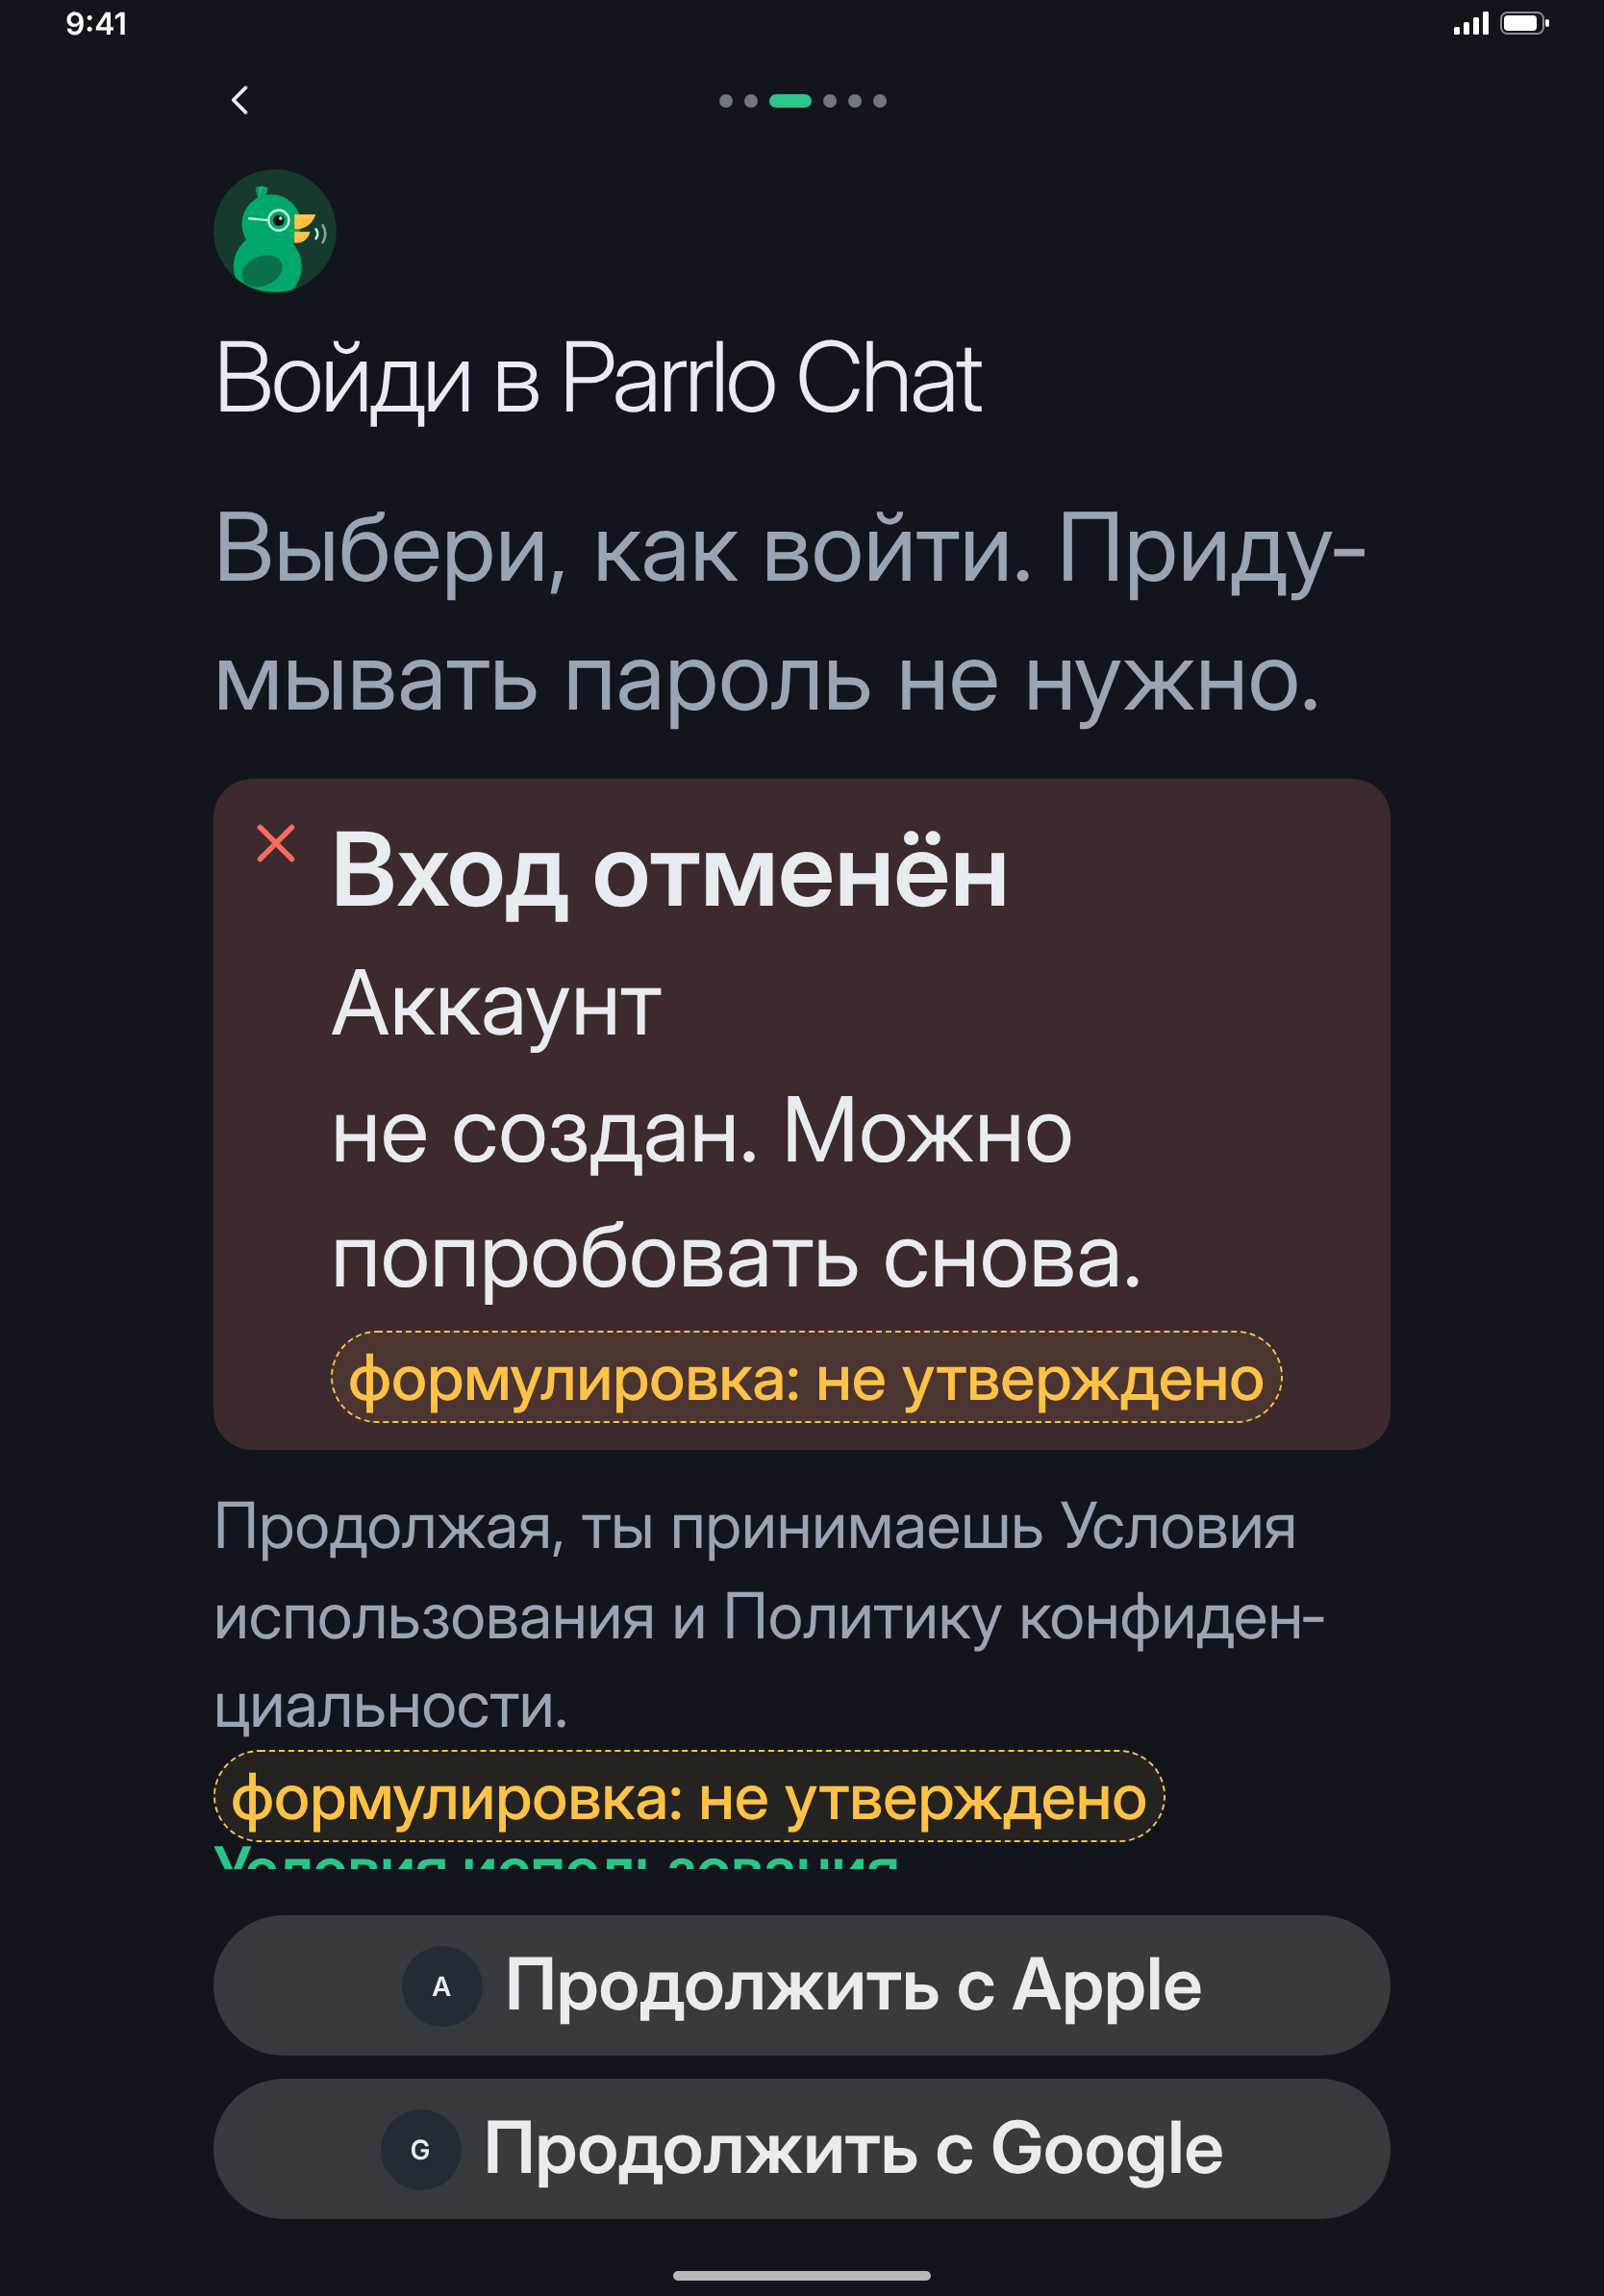 9:41
Войди в Parrlo Chat
Выбери, как войти. Приду-
мывать пароль не нужно.
Вход отменён
Аккаунт
не создан. Можно
попробовать снова.
формулировка: не утверждено
Продолжая, ты принимаешь Условия
использования и Политику конфиден-
циальности.
формулировка: не утверждено
Условия использования
A Продолжить с Apple
G Продолжить с Google